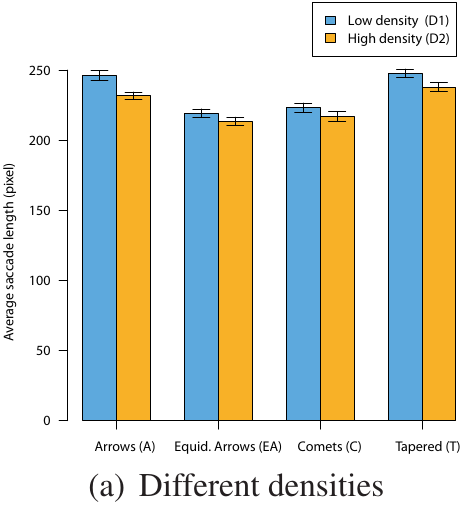 Low density (D1)
High density (D2)
Average saccade length (pixel)
250
200
150
100
50
0
Arrows (A) Equid. Arrows (EA) Comets (C) Tapered (T)
(a) Different densities